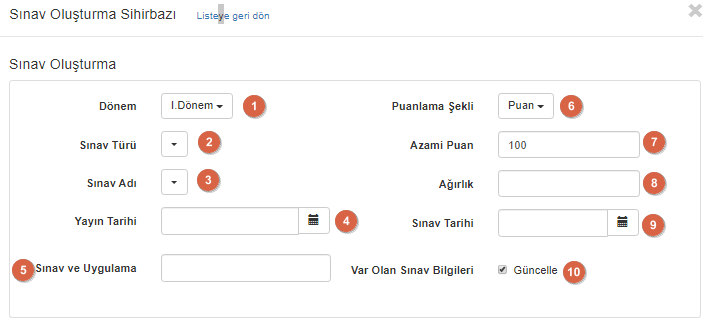 Sınav Oluşturma Sihirbazı Listeye geri dön
Sınav Oluşturma
Dönem I.Dönem 1 Puanlama Şekli Puan 6
Sınav Türü 2 Azami Puan 100 7
Sınav Adı 3 Ağırlık 8
Yayın Tarihi 4 Sınav Tarihi 9
5 Sınav ve Uygulama Var Olan Sınav Bilgileri Güncelle 10